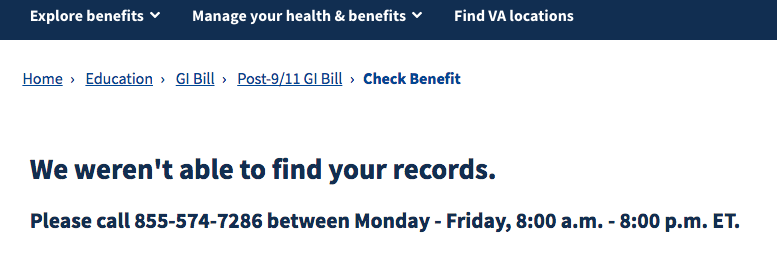 Explore benefits Manage your health & benefits Find VA locations
Home › Education › GI Bill › Post-9/11 GI Bill › Check Benefit
We weren't able to find your records.
Please call 855-574-7286 between Monday - Friday, 8:00 a.m. - 8:00 p.m. ET.